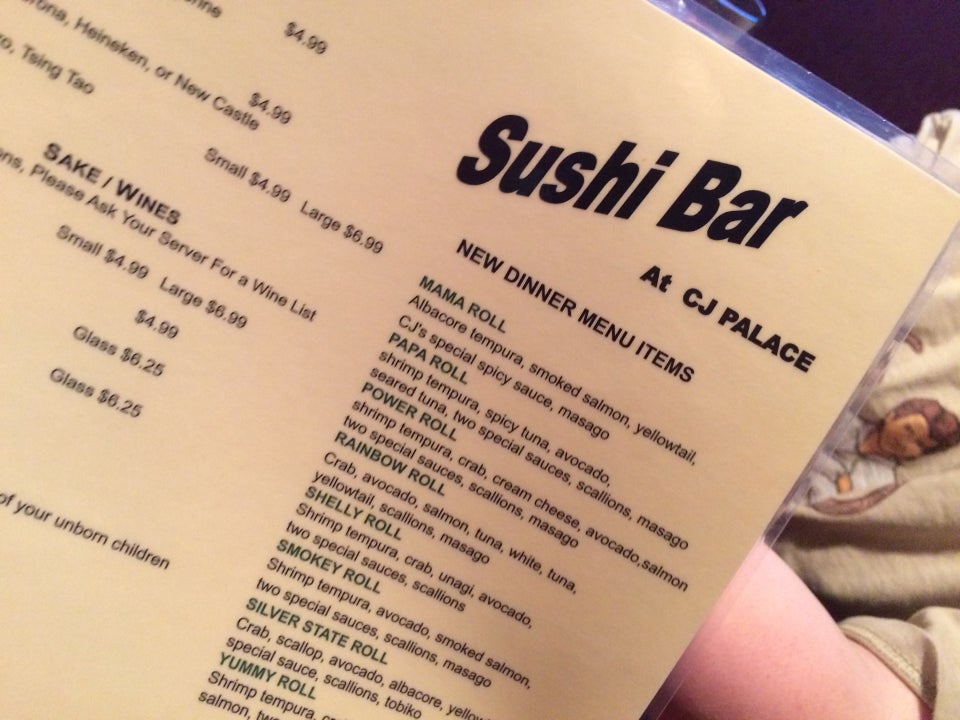 $4.99
Heineken, or New Castle
$4.99
Tsing Tao
Small $4.99 Large $6.99
SAKE / WINES
Please Ask Your Server For a Wine List
Small $4.99 Large $6.99
$4.99
Glass $6.25
Glass $6.25
of your unborn children
Sushi Bar
At CJ PALACE
NEW DINNER MENU ITEMS
MAMA ROLL
Albacore tempura, smoked salmon, yellowtail,
CJ's special spicy sauce, masago
PAPA ROLL
shrimp tempura, spicy tuna, avocado,
seared tuna, two special sauces, scallions, masago
POWER ROLL
shrimp tempura, crab, cream cheese, avocado,salmon
two special sauces, scallions, masago
RAINBOW ROLL
Crab, avocado, salmon, tuna, white, tuna,
yellowtail, scallions, masago
SHELLY ROLL
Shrimp tempura, crab, unagi, avocado,
two special sauces, scallions
SMOKEY ROLL
Shrimp tempura, avocado, smoked salmon,
two special sauces, scallions, masago
SILVER STATE ROLL
Crab, scallop, avocado, albacore,
special sauce, scallions, tobiko
YUMMY ROLL
Shrimp tempura,
salmon,